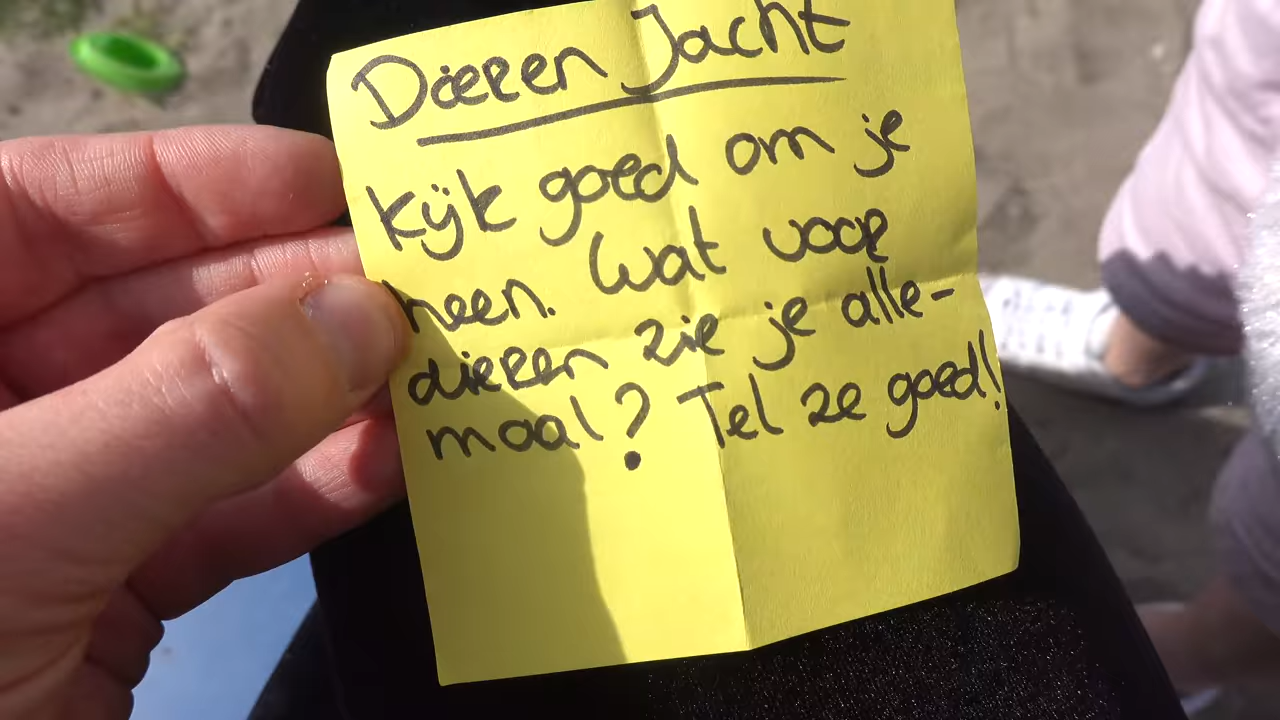 Dieren Jacht
Kijk goed om je
heen. Wat voor
dieren zie je alle-
maal? Tel ze goed!